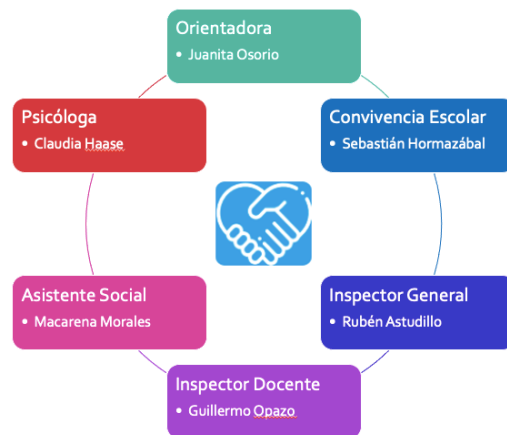 Orientadora
• Juanita Osorio
Psicóloga
• Claudia Haase
Convivencia Escolar
• Sebastián Hormazábal
Asistente Social
• Macarena Morales
Inspector General
• Rubén Astudillo
Inspector Docente
• Guillermo Opazo